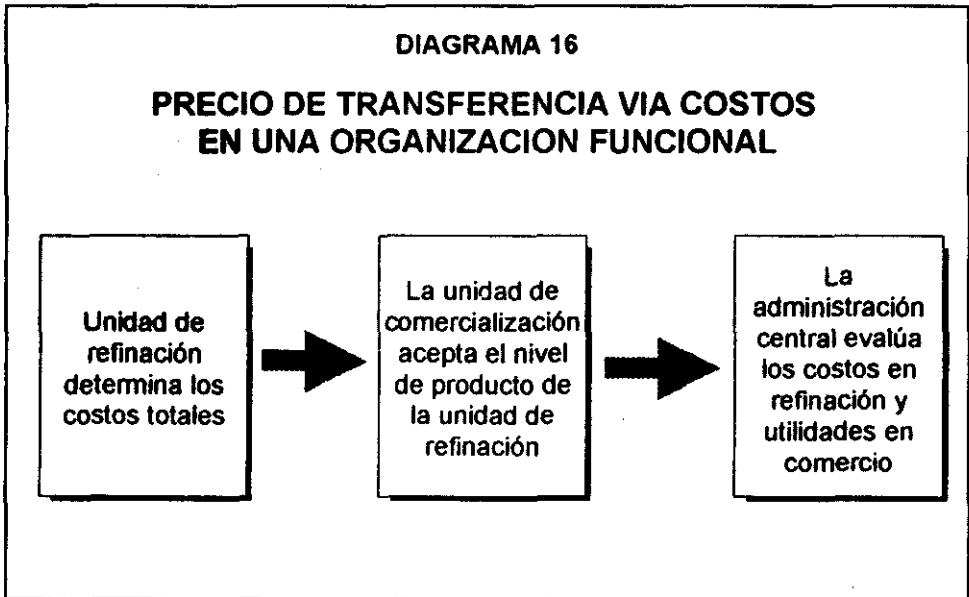 DIAGRAMA 16
PRECIO DE TRANSFERENCIA VIA COSTOS
EN UNA ORGANIZACION FUNCIONAL
Unidad de
refinación
determina los
costos totales
La unidad de
comercialización
acepta el nivel
de producto de
la unidad de
refinación
La
administración
central evalúa
los costos en
refinación y
utilidades en
comercio